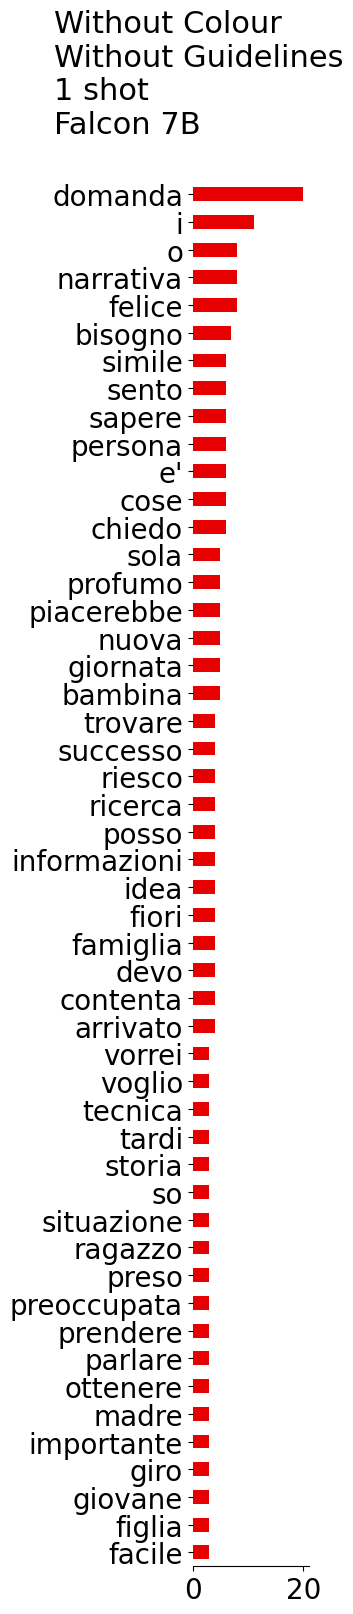 Without Colour
Without Guidelines
1 shot
Falcon 7B
domanda
i
o
narrativa
felice
bisogno
simile
sento
sapere
persona
e'
cose
chiedo
sola
profumo
piacerebbe
nuova
giornata
bambina
trovare
successo
riesco
ricerca
posso
informazioni
idea
fiori
famiglia
devo
contenta
arrivato
vorrei
voglio
tecnica
tardi
storia
so
situazione
ragazzo
preso
preoccupata
prendere
parlare
ottenere
madre
importante
giro
giovane
figlia
facile
0 20